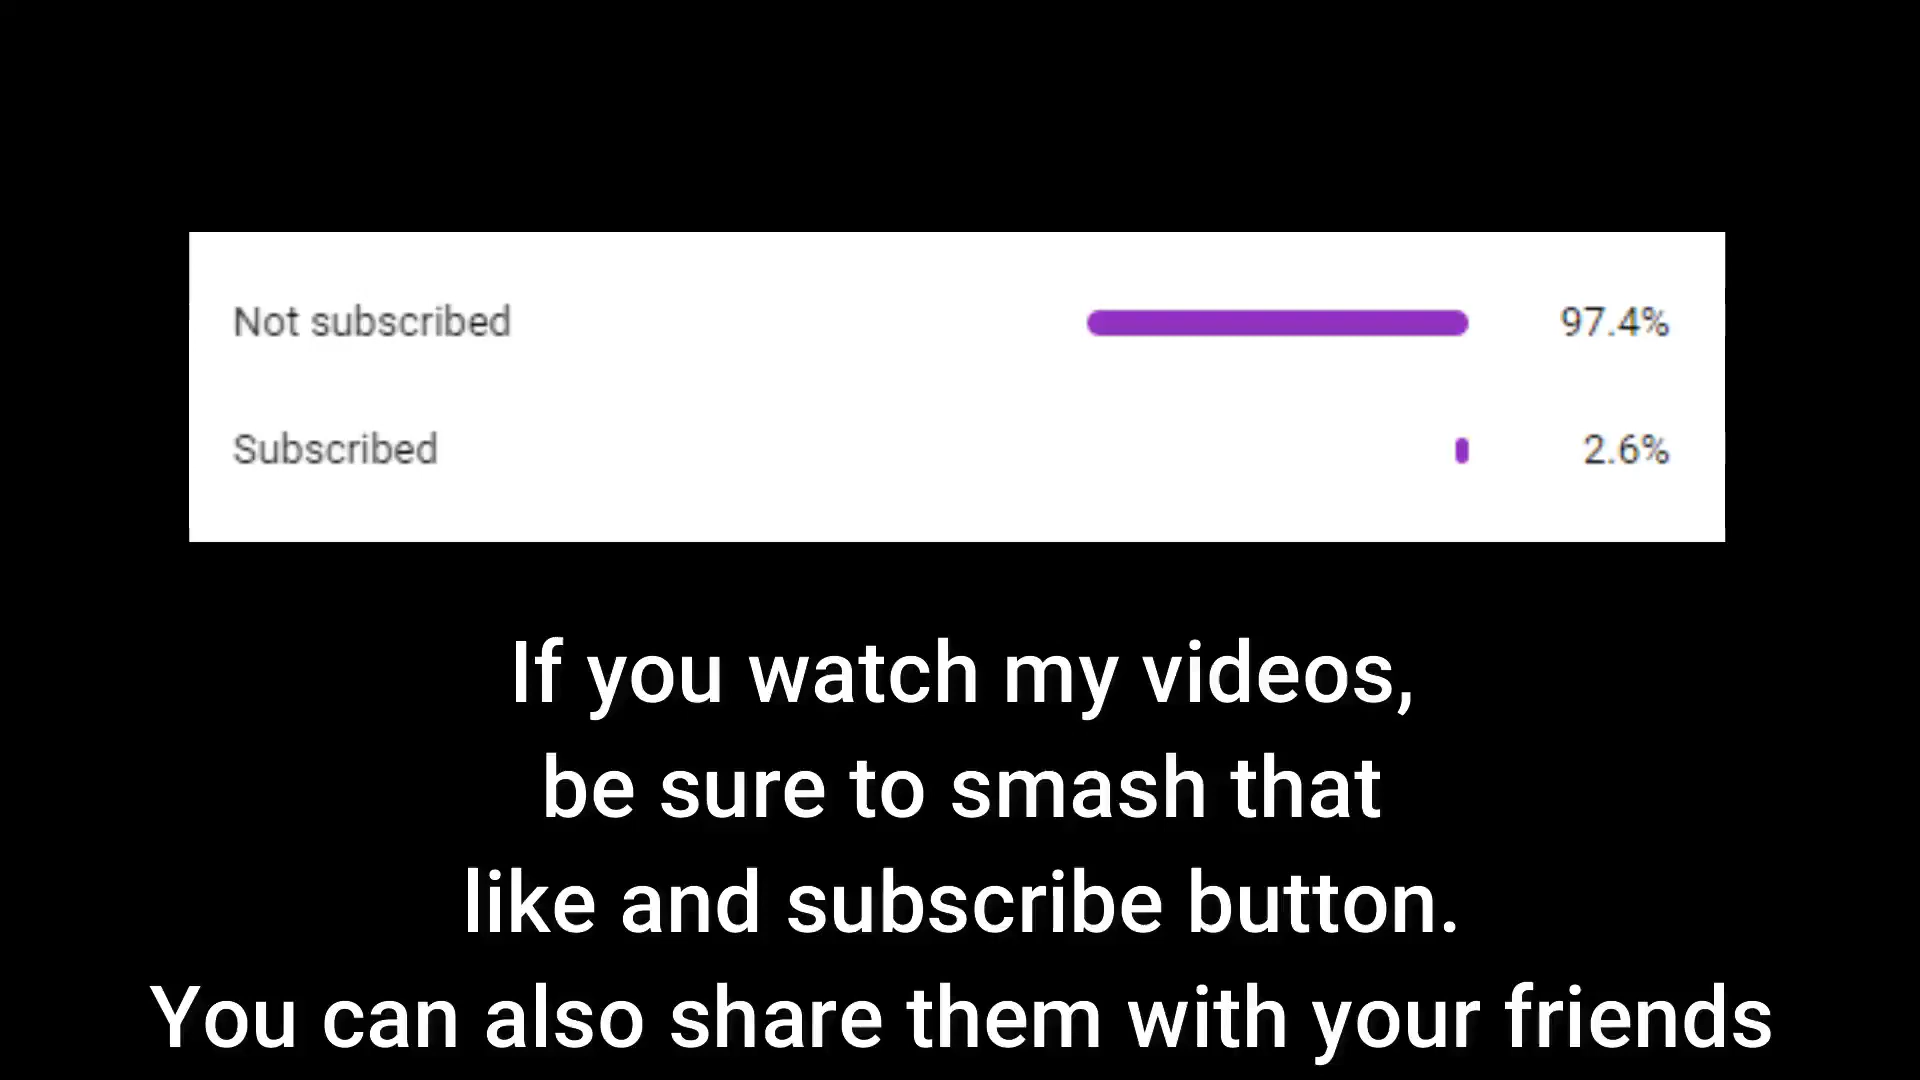 Not subscribed 97.4%
Subscribed 2.6%
If you watch my videos,
be sure to smash that
like and subscribe button.
You can also share them with your friends